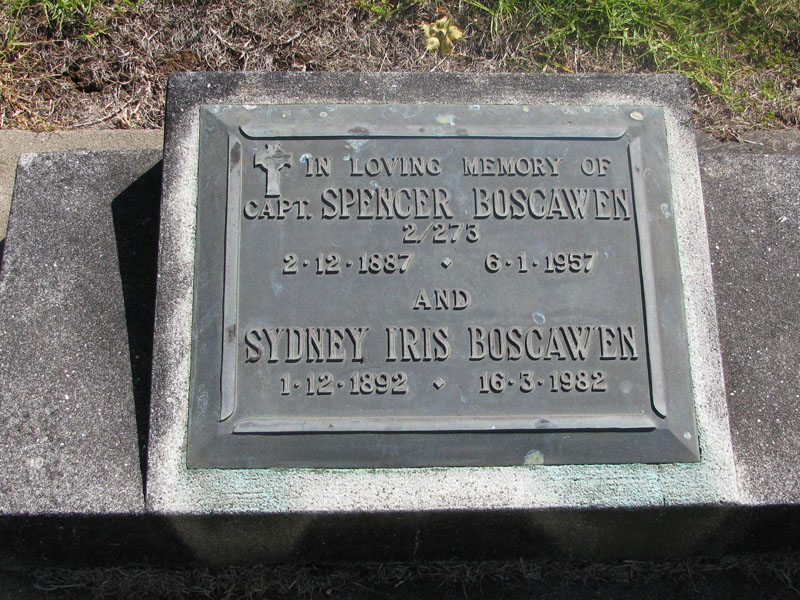 IN LOVING MEMORY OF
CAPT. SPENCER BOSCAWEN
2/273
2·12·1887 · 6·1·1957
AND
SYDNEY IRIS BOSCAWEN
1·12·1892 · 16·3·1982